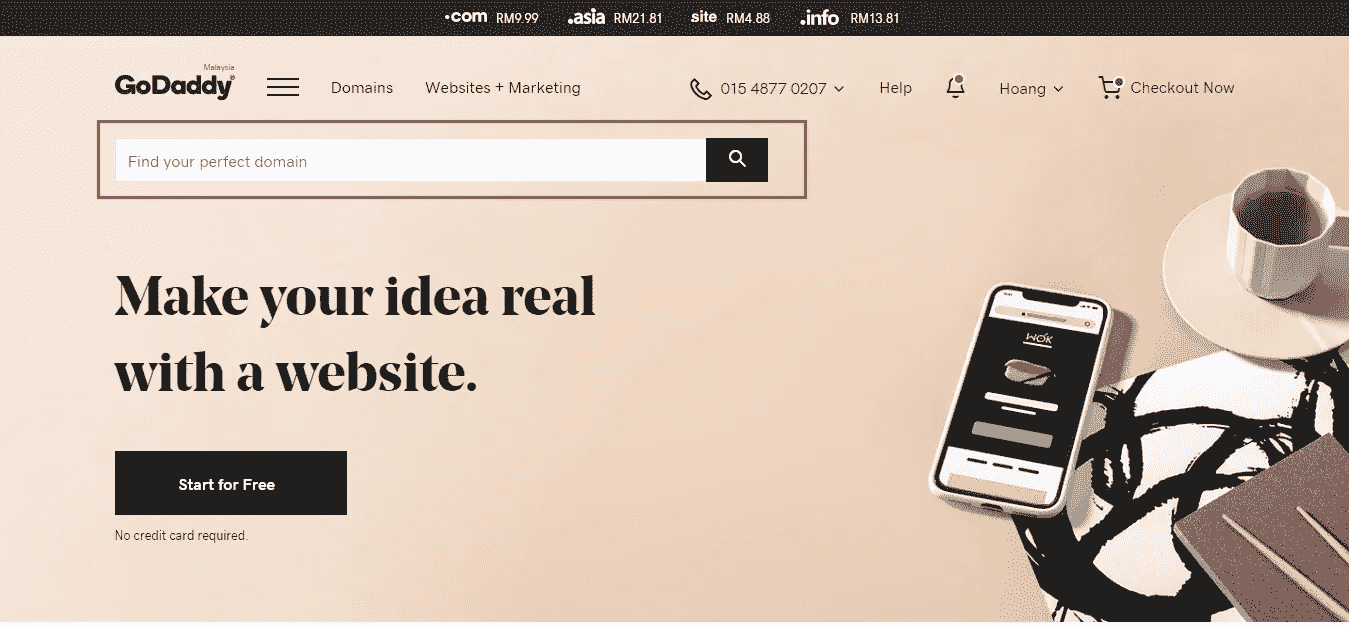 .com RM9.99 .asia RM21.81 site RM4.88 .info RM13.81
Malaysia
GoDaddy®
Domains Websites + Marketing 015 4877 0207 Help Hoang Checkout Now
Find your perfect domain
Make your idea real
with a website.
Start for Free
No credit card required.
WOK